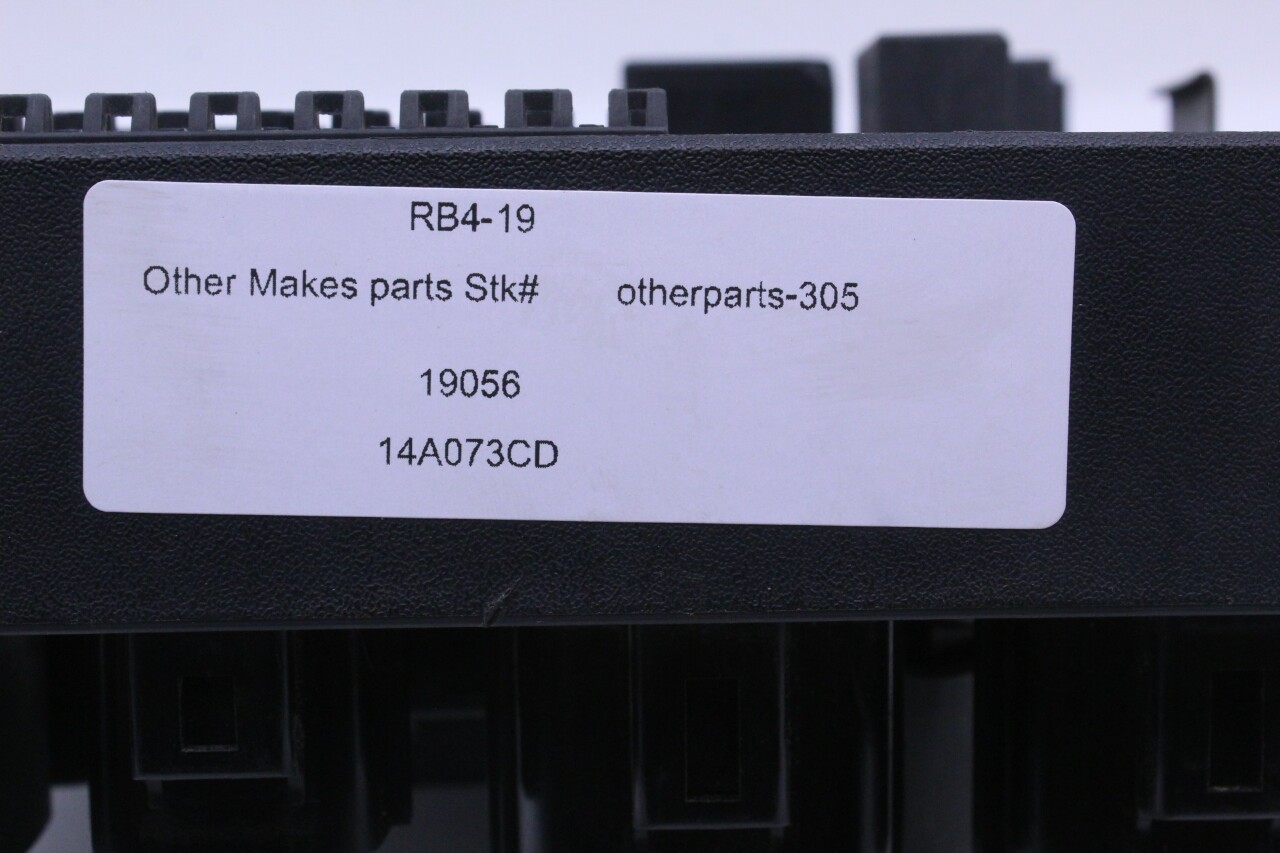 RB4-19
Other Makes parts Stk# otherparts-305
19056
14A073CD